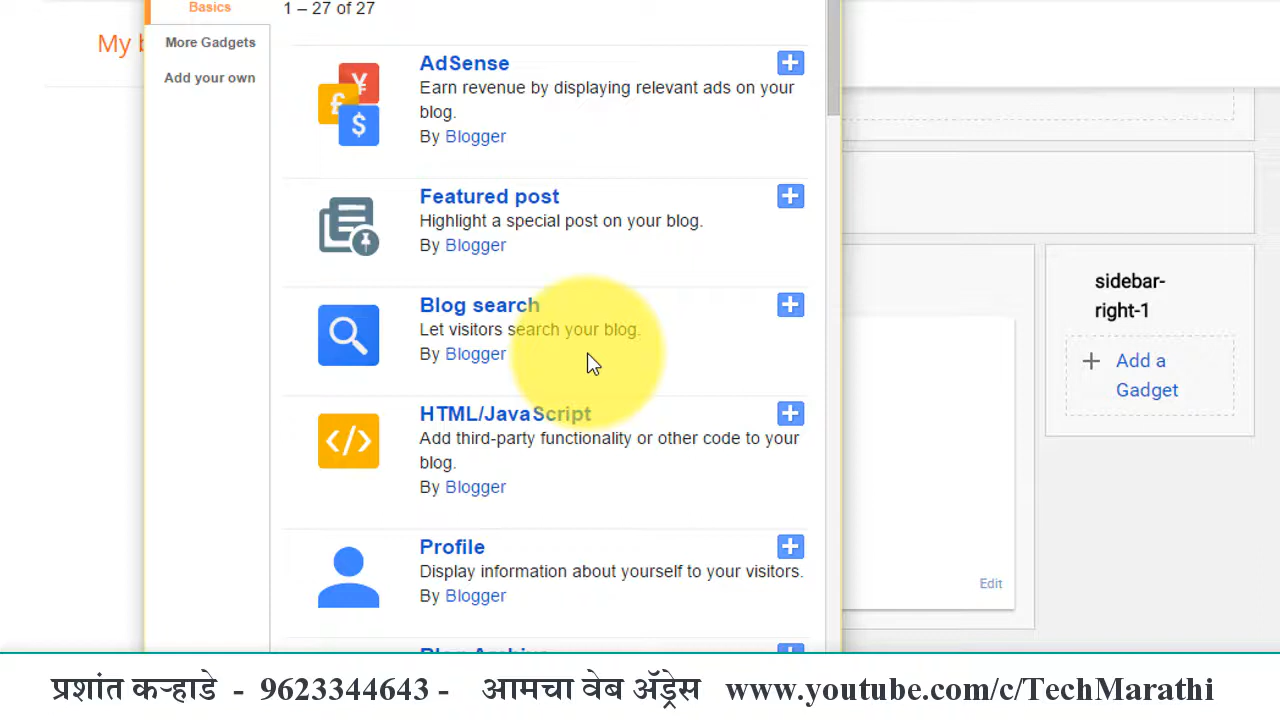 Basics
1 – 27 of 27
More Gadgets
My
Add your own
AdSense
Earn revenue by displaying relevant ads on your
blog.
By Blogger
Featured post
Highlight a special post on your blog.
By Blogger
Blog search
Let visitors search your blog.
By Blogger
HTML/JavaScript
Add third-party functionality or other code to your
blog.
By Blogger
Profile
Display information about yourself to your visitors.
By Blogger
sidebar-
right-1
Add a
Gadget
Edit
प्रशांत कऱ्हाडे - 9623344643 - आमचा वेब ॲड्रेस www.youtube.com/c/TechMarathi